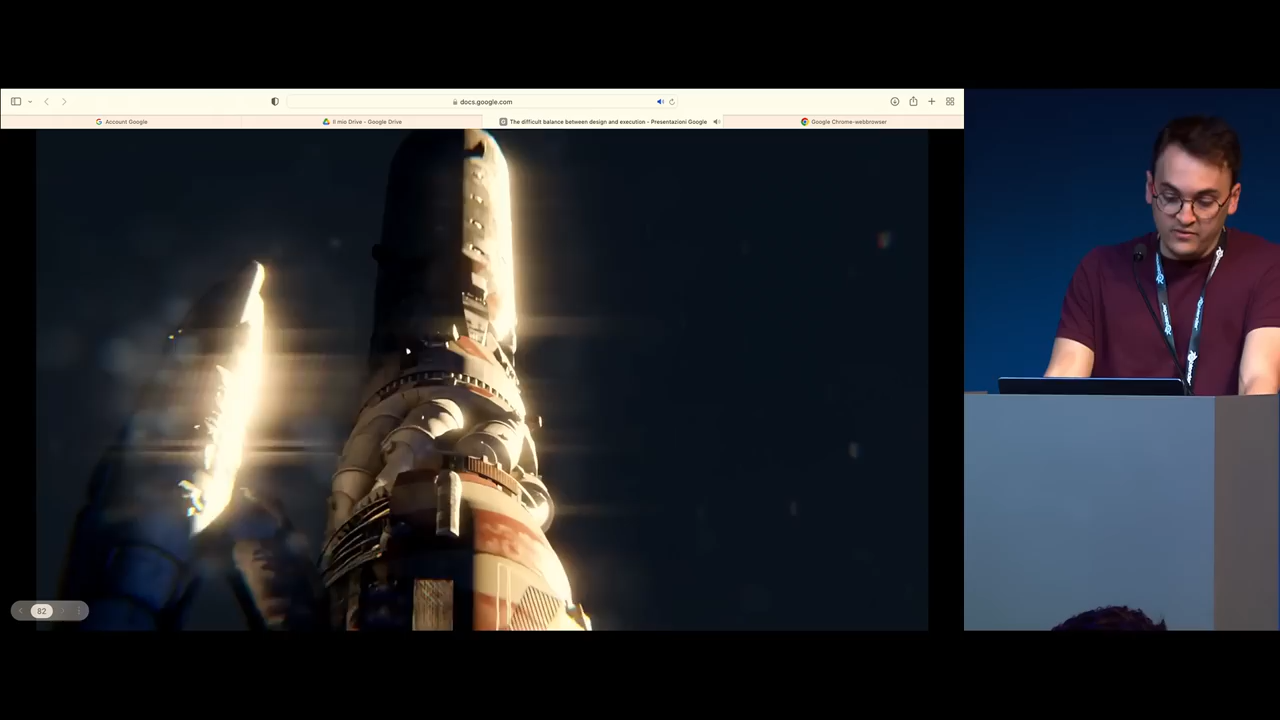 docs.google.com
Account Google
Il mio Drive - Google Drive
The difficult balance between design and execution - Presentazioni Google
Google Chrome-webbrowser
82